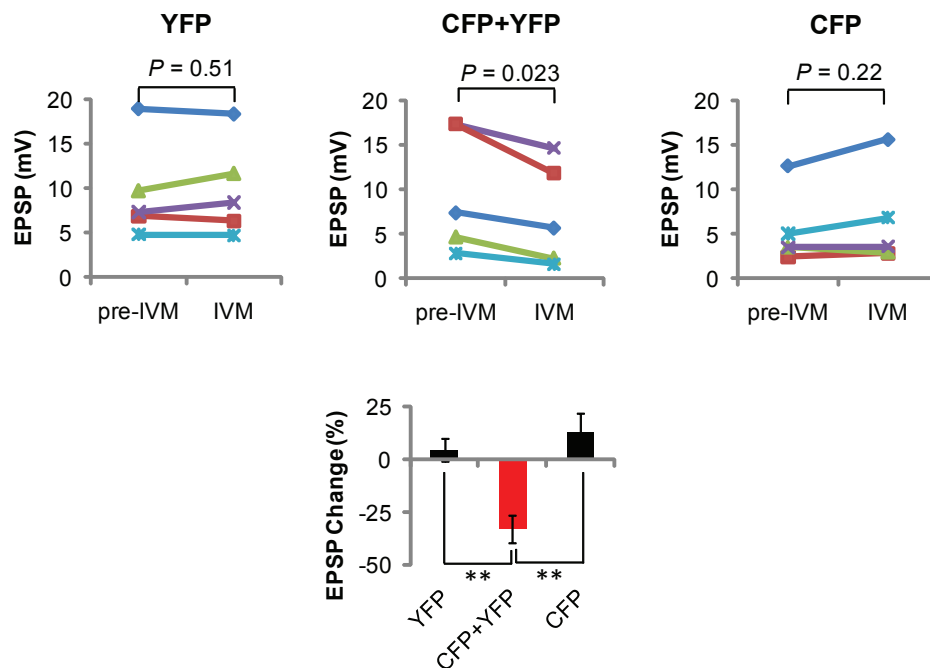 YFP
CFP+YFP
CFP
P = 0.51
P = 0.023
P = 0.22
EPSP (mV)
20
15
10
5
0
pre-IVM IVM
EPSP (mV)
20
15
10
5
0
pre-IVM IVM
EPSP (mV)
20
15
10
5
0
pre-IVM IVM
EPSP Change (%)
25
0
-25
-50
** **
YFP
CFP+YFP
CFP